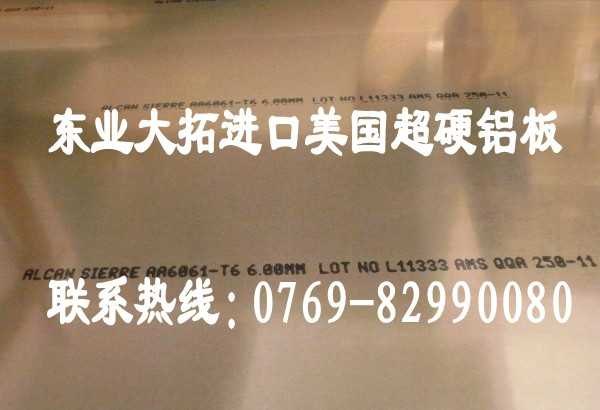 ALCAN SIERRE AA6061-T6 6.00MM LOT NO L11333 AMS QQA 250-11
东业大拓进口美国超硬铝板
ALCAN SIERRE AA6061-T6 6.00MM LOT NO L11333 AMS QQA 250-11
联系热线:0769-82990080